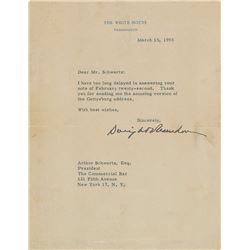 THE WHITE HOUSE
WASHINGTON
March 15, 1955
Dear Mr. Schwartz:
I have too long delayed in answering your
note of February twenty-second. Thank
you for sending me the amusing version of
the Gettysburg address.
With best wishes,
Sincerely,
Dwight D. Eisenhower
Arthur Schwartz, Esq.
President
The Commercial Bar
Fifth Avenue
New York 17, N. Y.